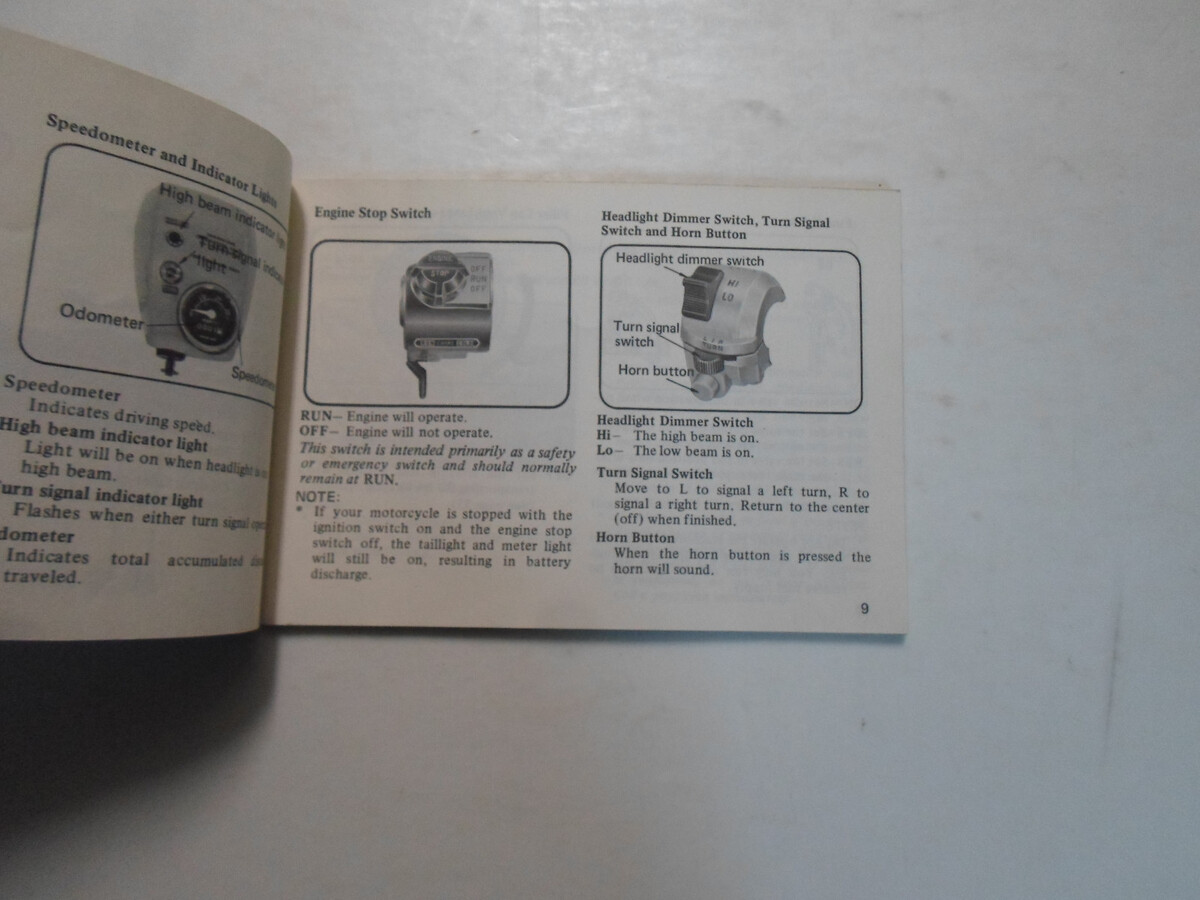 Speedometer and Indicator Lights
High beam indicator
Turn signal
light
Odometer
Speedometer
Indicates driving speed.
High beam indicator light
Light will be on when headlight
high beam.
urn signal indicator light
Flashes when either turn signal
dometer
Indicates total accumulated
traveled.
Engine Stop Switch
ENGINE
STOP
OFF
RUN
OFF
RUN— Engine will operate.
OFF— Engine will not operate.
This switch is intended primarily as a safety
or emergency switch and should normally
remain at RUN.
NOTE:
* If your motorcycle is stopped with the
ignition switch on and the engine stop
switch off, the taillight and meter light
will still be on, resulting in battery
discharge.
Headlight Dimmer Switch, Turn Signal
Switch and Horn Button
Headlight dimmer switch
HI
LO
Turn signal
switch
L I R
TURN
Horn button
Headlight Dimmer Switch
Hi— The high beam is on.
Lo— The low beam is on.
Turn Signal Switch
Move to L to signal a left turn, R to
signal a right turn. Return to the center
(off) when finished.
Horn Button
When the horn button is pressed the
horn will sound.
9